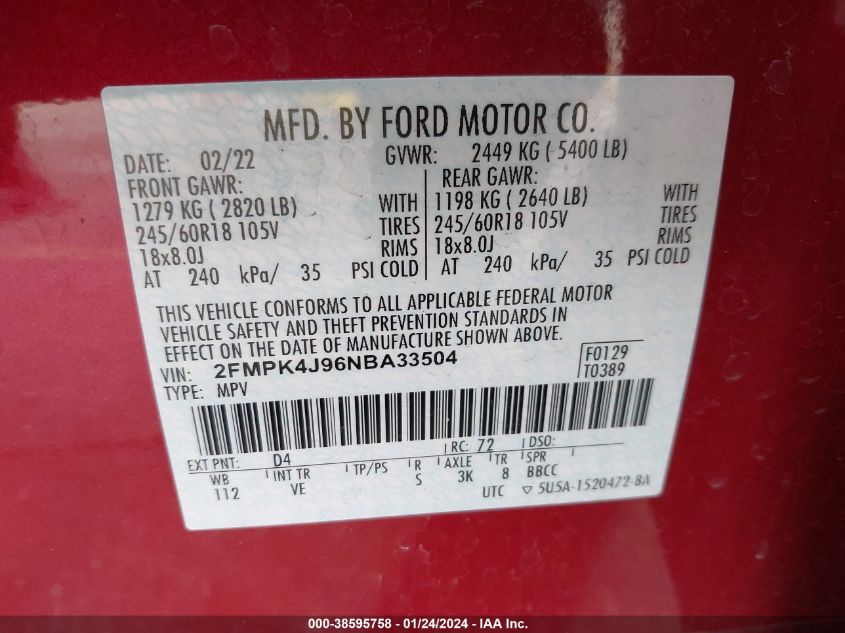 MFD. BY FORD MOTOR CO.
DATE: 02/22 GVWR: 2449 KG ( 5400 LB)
FRONT GAWR: REAR GAWR:
1279 KG ( 2820 LB) WITH 1198 KG ( 2640 LB) WITH
245/60R18 105V TIRES 245/60R18 105V TIRES
18x8.0J RIMS 18x8.0J RIMS
AT 240 kPa/ 35 PSI COLD AT 240 kPa/ 35 PSI COLD
THIS VEHICLE CONFORMS TO ALL APPLICABLE FEDERAL MOTOR
VEHICLE SAFETY AND THEFT PREVENTION STANDARDS IN
EFFECT ON THE DATE OF MANUFACTURE SHOWN ABOVE.
VIN: 2FMPK4J96NBA33504 F0129
TYPE: MPV T0389
EXT PNT: D4 RC: 72 DSO:
WB INT TR TP/PS R AXLE TR SPR
112 VE S 3K 8 BBCC
UTC ▽ 5U5A-1520472-BA
000-38595758 - 01/24/2024 - IAA Inc.